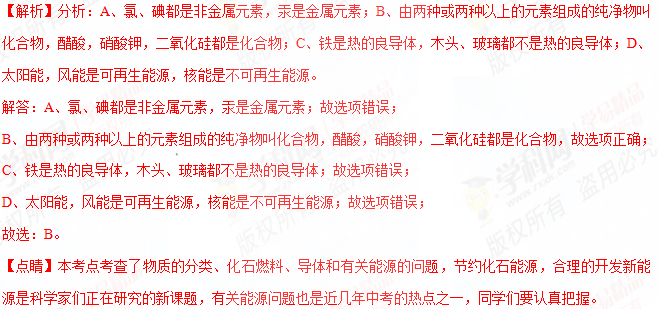 【解析】分析：A、氯、碘都是非金属元素，汞是金属元素；B、由两种或两种以上的元素组成的纯净物叫
化合物，醋酸，硝酸钾，二氧化硅都是化合物；C、铁是热的良导体，木头、玻璃都不是热的良导体；D、
太阳能，风能是可再生能源，核能是不可再生能源。
解答：A、氯、碘都是非金属元素，汞是金属元素；故选项错误；
B、由两种或两种以上的元素组成的纯净物叫化合物，醋酸，硝酸钾，二氧化硅都是化合物，故选项正确；
C、铁是热的良导体，木头、玻璃都不是热的良导体；故选项错误；
D、太阳能，风能是可再生能源，核能是不可再生能源；故选项错误；
故选：B。
【点睛】本考点考查了物质的分类、化石燃料、导体和有关能源的问题，节约化石能源，合理的开发新能
源是科学家们正在研究的新课题，有关能源问题也是近几年中考的热点之一，同学们要认真把握。